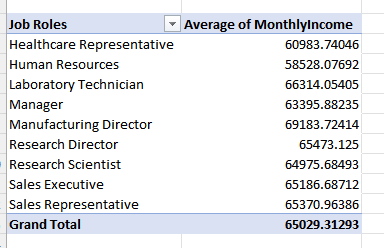 Job Roles Average of MonthlyIncome
Healthcare Representative 60983.74046
Human Resources 58528.07692
Laboratory Technician 66314.05405
Manager 63395.88235
Manufacturing Director 69183.72414
Research Director 65473.125
Research Scientist 64975.68493
Sales Executive 65186.68712
Sales Representative 65370.96386
Grand Total 65029.31293